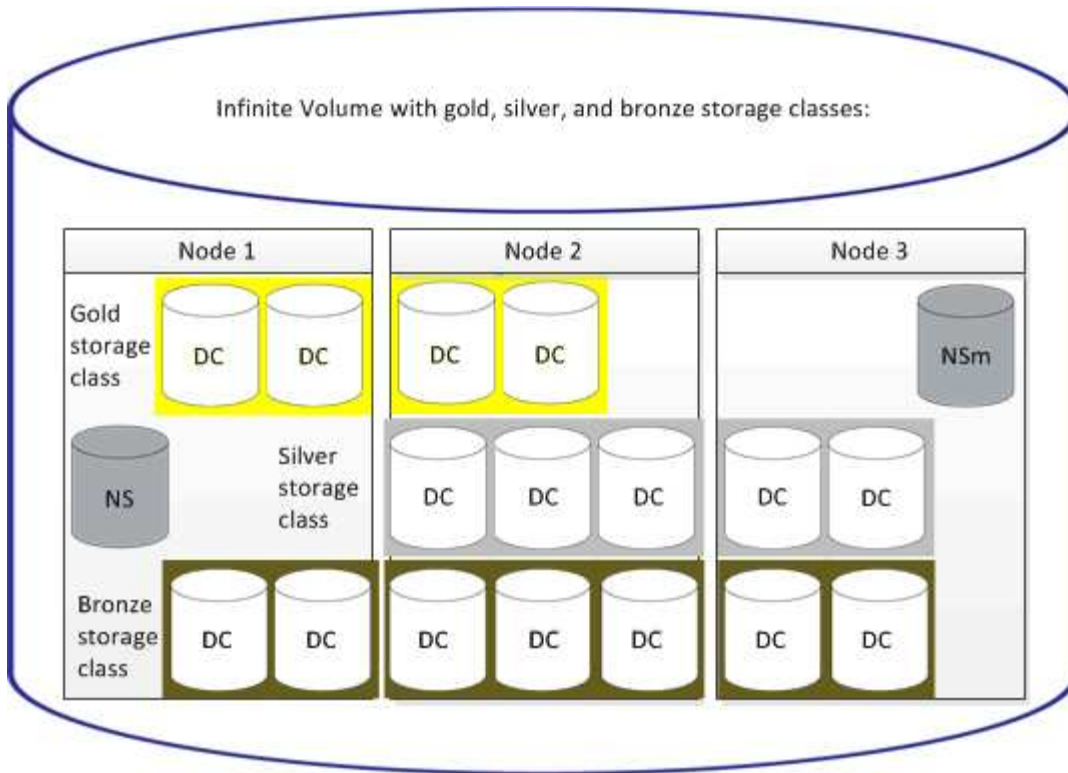 Infinite Volume with gold, silver, and bronze storage classes:
Node 1
Node 2
Node 3
Gold
storage
class
DC
DC
DC
DC
NSm
NS
Silver
storage
class
DC
DC
DC
DC
DC
Bronze
storage
class
DC
DC
DC
DC
DC
DC
DC